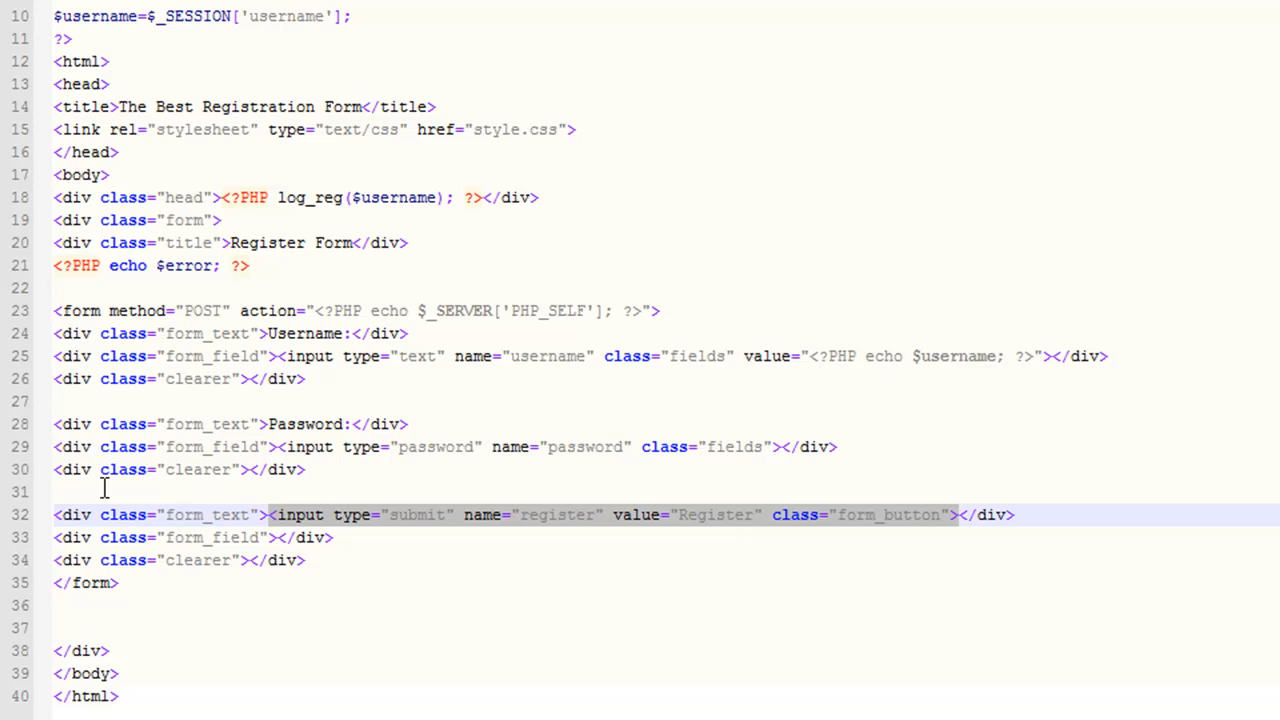 10 $username=$_SESSION['username'];
11 ?>
12 <html>
13 <head>
14 <title>The Best Registration Form</title>
15 <link rel="stylesheet" type="text/css" href="style.css">
16 </head>
17 <body>
18 <div class="head"><?PHP log_reg($username); ?></div>
19 <div class="form">
20 <div class="title">Register Form</div>
21 <?PHP echo $error; ?>
22
23 <form method="POST" action="<?PHP echo $_SERVER['PHP_SELF']; ?>">
24 <div class="form_text">Username:</div>
25 <div class="form_field"><input type="text" name="username" class="fields" value="<?PHP echo $username; ?>"></div>
26 <div class="clearer"></div>
27
28 <div class="form_text">Password:</div>
29 <div class="form_field"><input type="password" name="password" class="fields"></div>
30 <div class="clearer"></div>
31
32 <div class="form_text"><input type="submit" name="register" value="Register" class="form_button"></div>
33 <div class="form_field"></div>
34 <div class="clearer"></div>
35 </form>
36
37
38 </div>
39 </body>
40 </html>